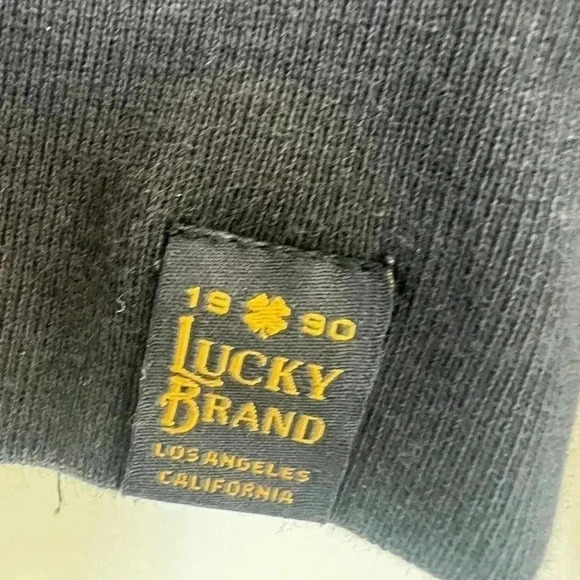 19 90
LUCKY
BRAND
LOS ANGELES
CALIFORNIA